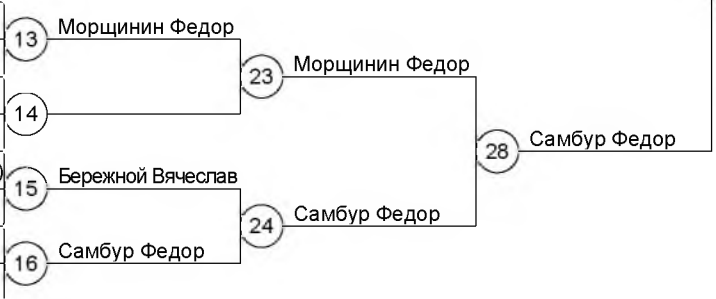 13 Морщинин Федор
23 Морщинин Федор
14
28 Самбур Федор
15 Бережной Вячеслав
24 Самбур Федор
16 Самбур Федор